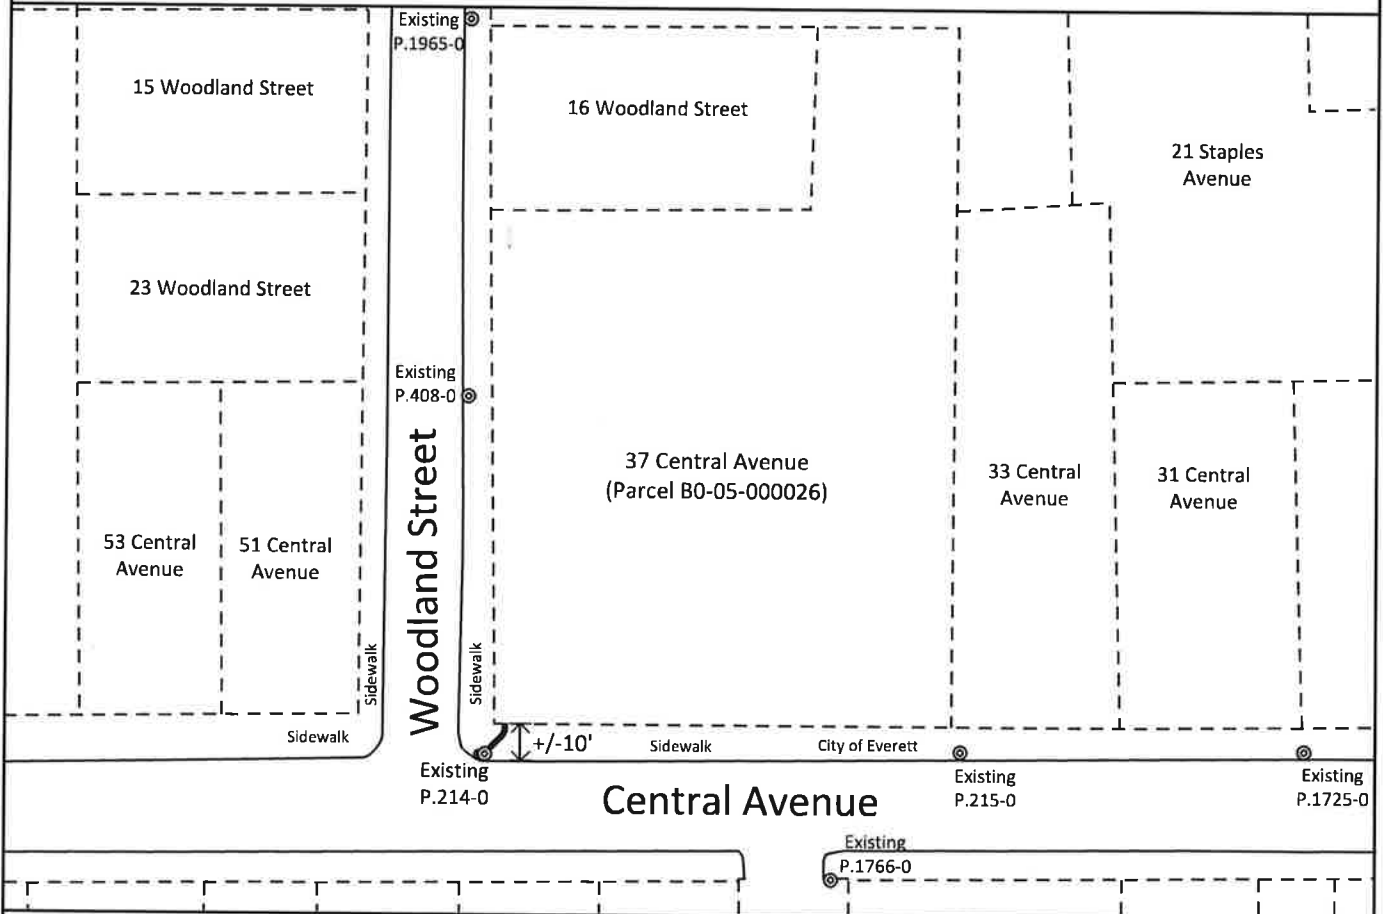 Existing
P.1965-0
15 Woodland Street
16 Woodland Street
21 Staples
Avenue
23 Woodland Street
Existing
P.408-0
37 Central Avenue
(Parcel B0-05-000026)
33 Central
Avenue
31 Central
Avenue
53 Central
Avenue
51 Central
Avenue
Woodland Street
Sidewalk
Sidewalk
Sidewalk
+/-10'
Sidewalk
City of Everett
Existing
P.214-0
Central Avenue
Existing
P.215-0
Existing
P.1725-0
Existing
P.1766-0